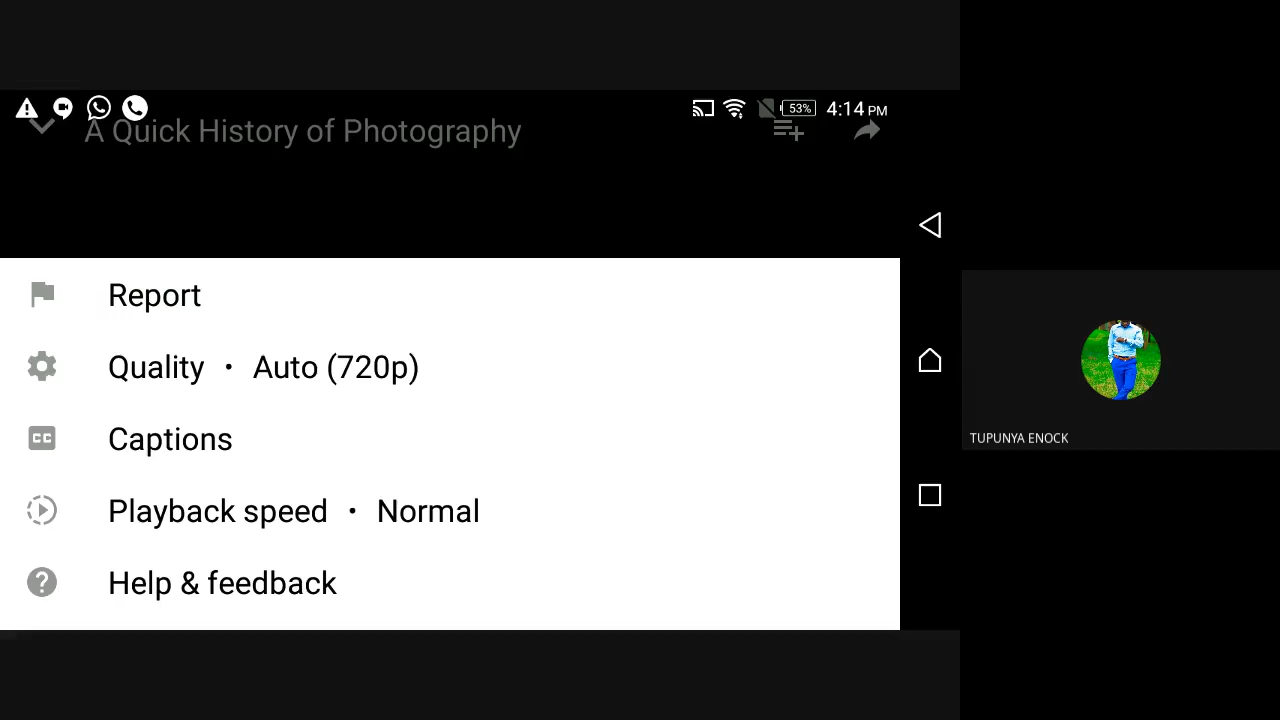 53% 4:14 PM
A Quick History of Photography
Report
Quality • Auto (720p)
CC Captions
Playback speed • Normal
? Help & feedback
TUPUNYA ENOCK